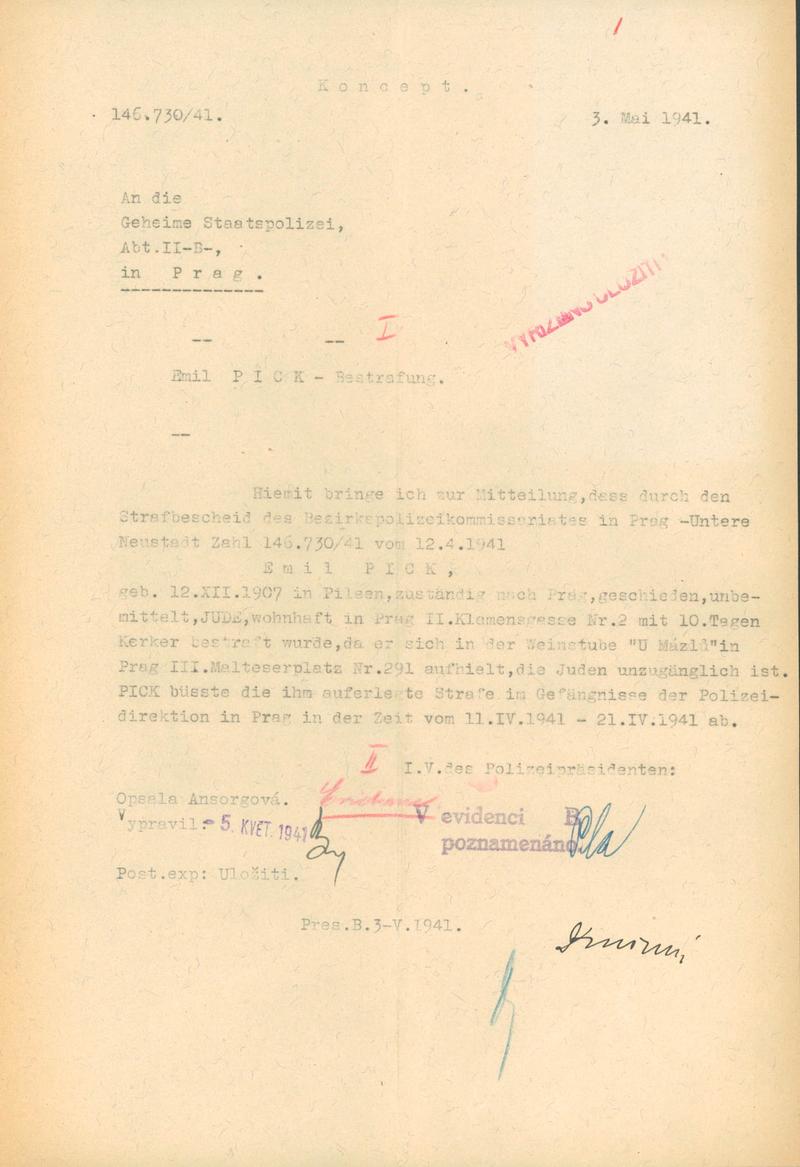 Koncept.
146.730/41. 3. Mai 1941.
An die
Geheime Staatspolizei,
Abt.II-B-,
in Prag.
I
VYŘÍZENO ULOŽITI!
Emil PICK - Bestrafung.
Hiemit bringe ich zur Mitteilung,dass durch den
Strafbescheid des Bezirkspolizeikommissariates in Prag -Untere
Neustadt Zahl 146.730/41 vom 12.4.1941
Emil PICK,
geb. 12.XII.1907 in Pilsen,zuständig nach Prag,geschieden,unbe-
mittelt,JUDE,wohnhaft in Prag II.Klemensgasse Nr.2 mit 10.Tagen
Kerker bestraft wurde,da er sich in der Weinstube "U Mázlů"in
Prag III.Malteserplatz Nr.291 aufhielt,die Juden unzugänglich ist.
PICK büsste die ihm auferlegte Strafe im Gefängnisse der Polizei-
direktion in Prag in der Zeit vom 11.IV.1941 - 21.IV.1941 ab.
II I.V.des Polizeipräsidenten:
Opsala Ansorgová.
Vypravil: - 5. KVĚT. 1941
V evidenci B
poznamenáno.
Post.exp: Uložiti.
Pres.B.3-V.1941.